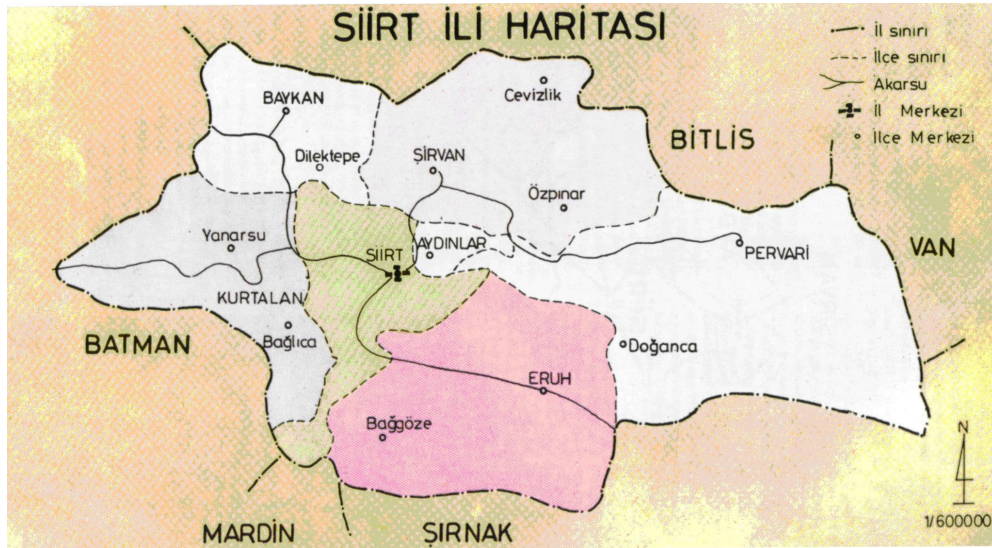 SİİRT İLİ HARİTASI
İl sınırı
İlçe sınırı
Akarsu
İl Merkezi
İlçe Merkezi
BAYKAN
Cevizlik
BİTLİS
Dilektepe
ŞİRVAN
Özpınar
Yanarsu
SİİRT
AYDINLAR
PERVARİ
VAN
KURTALAN
BATMAN
Bağlıca
Doğanca
ERUH
Bağgöze
N
1/600000
MARDİN
ŞIRNAK